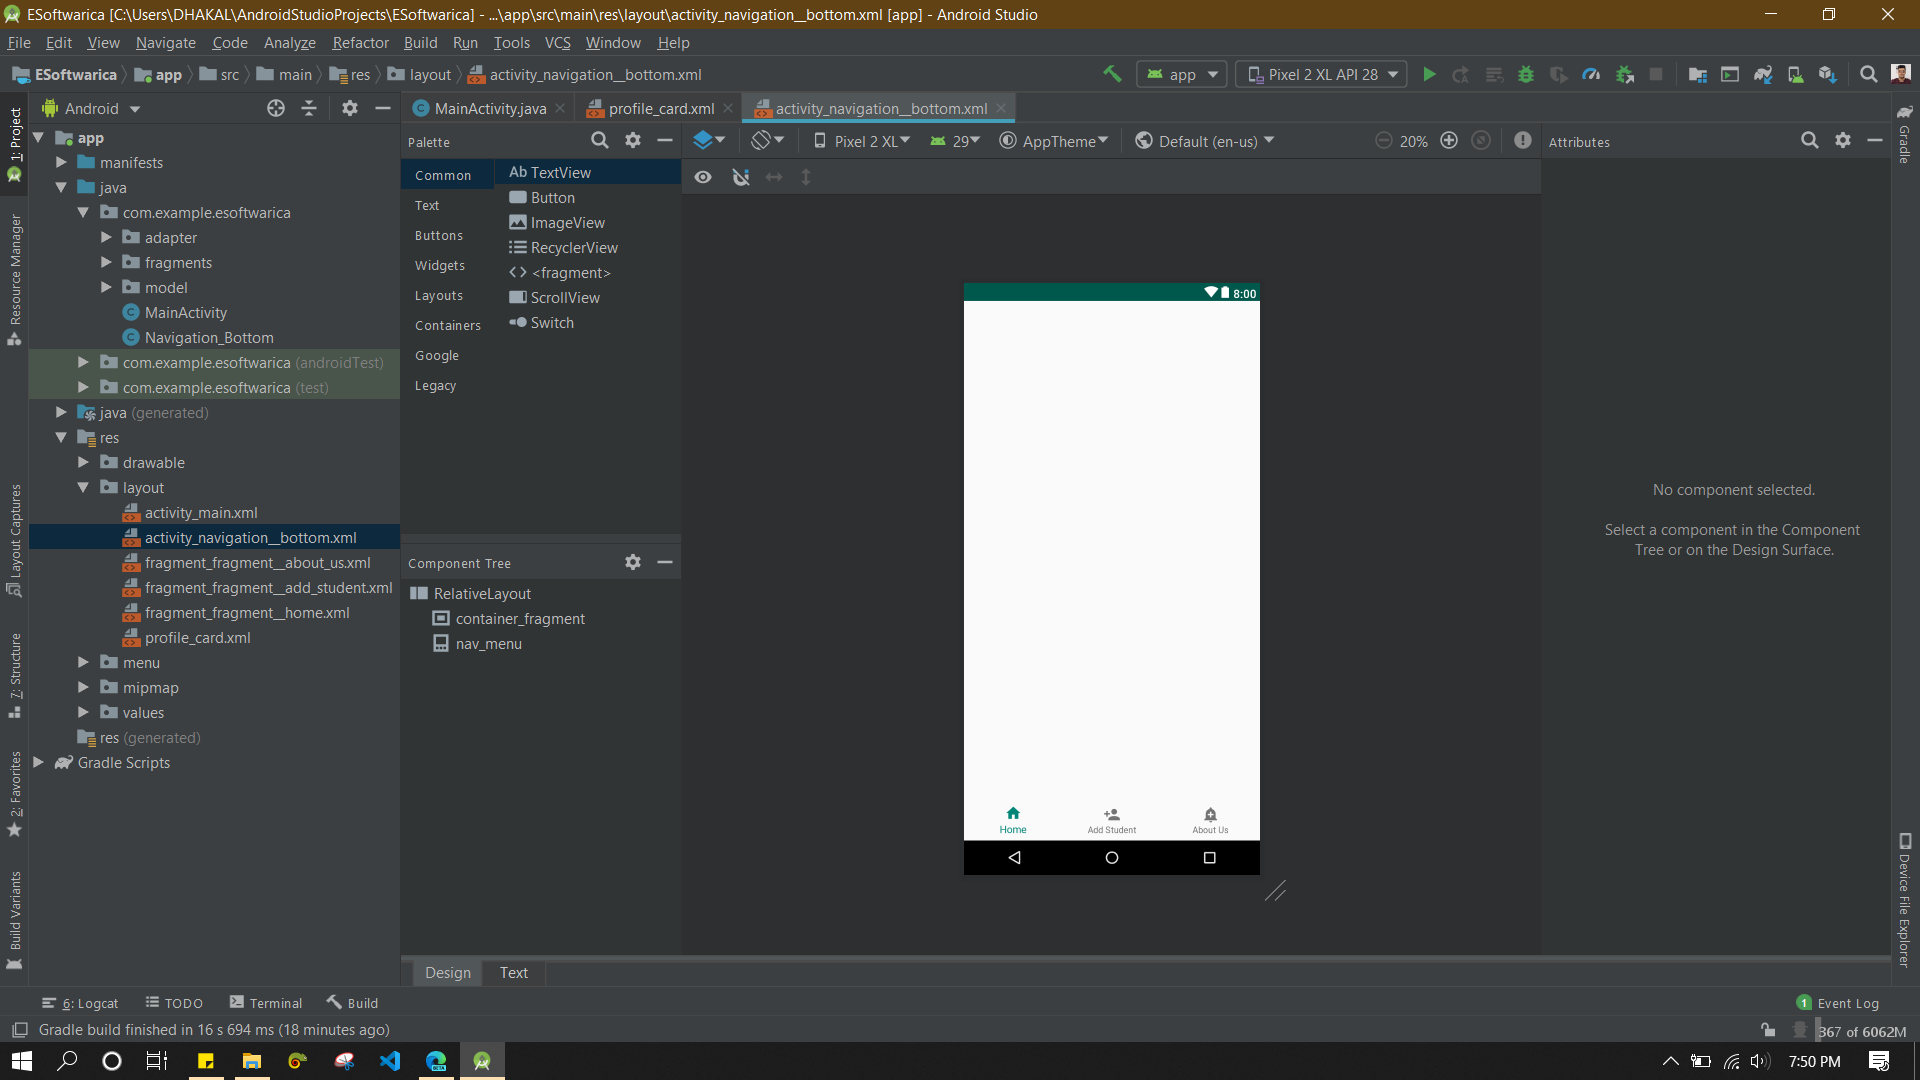 ESoftwarica [C:\Users\DHAKAL\AndroidStudioProjects\ESoftwarica] - ...\app\src\main\res\layout\activity_navigation__bottom.xml [app] - Android Studio
File Edit View Navigate Code Analyze Refactor Build Run Tools VCS Window Help
ESoftwarica app src main res layout activity_navigation__bottom.xml
app Pixel 2 XL API 28
1: Project
Resource Manager
Layout Captures
7: Structure
2: Favorites
Build Variants
Android
app
manifests
java
com.example.esoftwarica
adapter
fragments
model
MainActivity
Navigation_Bottom
com.example.esoftwarica (androidTest)
com.example.esoftwarica (test)
java (generated)
res
drawable
layout
activity_main.xml
activity_navigation__bottom.xml
fragment_fragment__about_us.xml
fragment_fragment__add_student.xml
fragment_fragment__home.xml
profile_card.xml
menu
mipmap
values
res (generated)
Gradle Scripts
MainActivity.java profile_card.xml activity_navigation__bottom.xml
Palette
Common
Text
Buttons
Widgets
Layouts
Containers
Google
Legacy
Ab TextView
Button
ImageView
RecyclerView
<fragment>
ScrollView
Switch
Component Tree
RelativeLayout
container_fragment
nav_menu
Pixel 2 XL 29 AppTheme Default (en-us) 20%
8:00
Home Add Student About Us
Attributes
No component selected.
Select a component in the Component
Tree or on the Design Surface.
Gradle
Device File Explorer
Design Text
6: Logcat TODO Terminal Build
1 Event Log
Gradle build finished in 16 s 694 ms (18 minutes ago)
367 of 6062M
BETA
7:50 PM